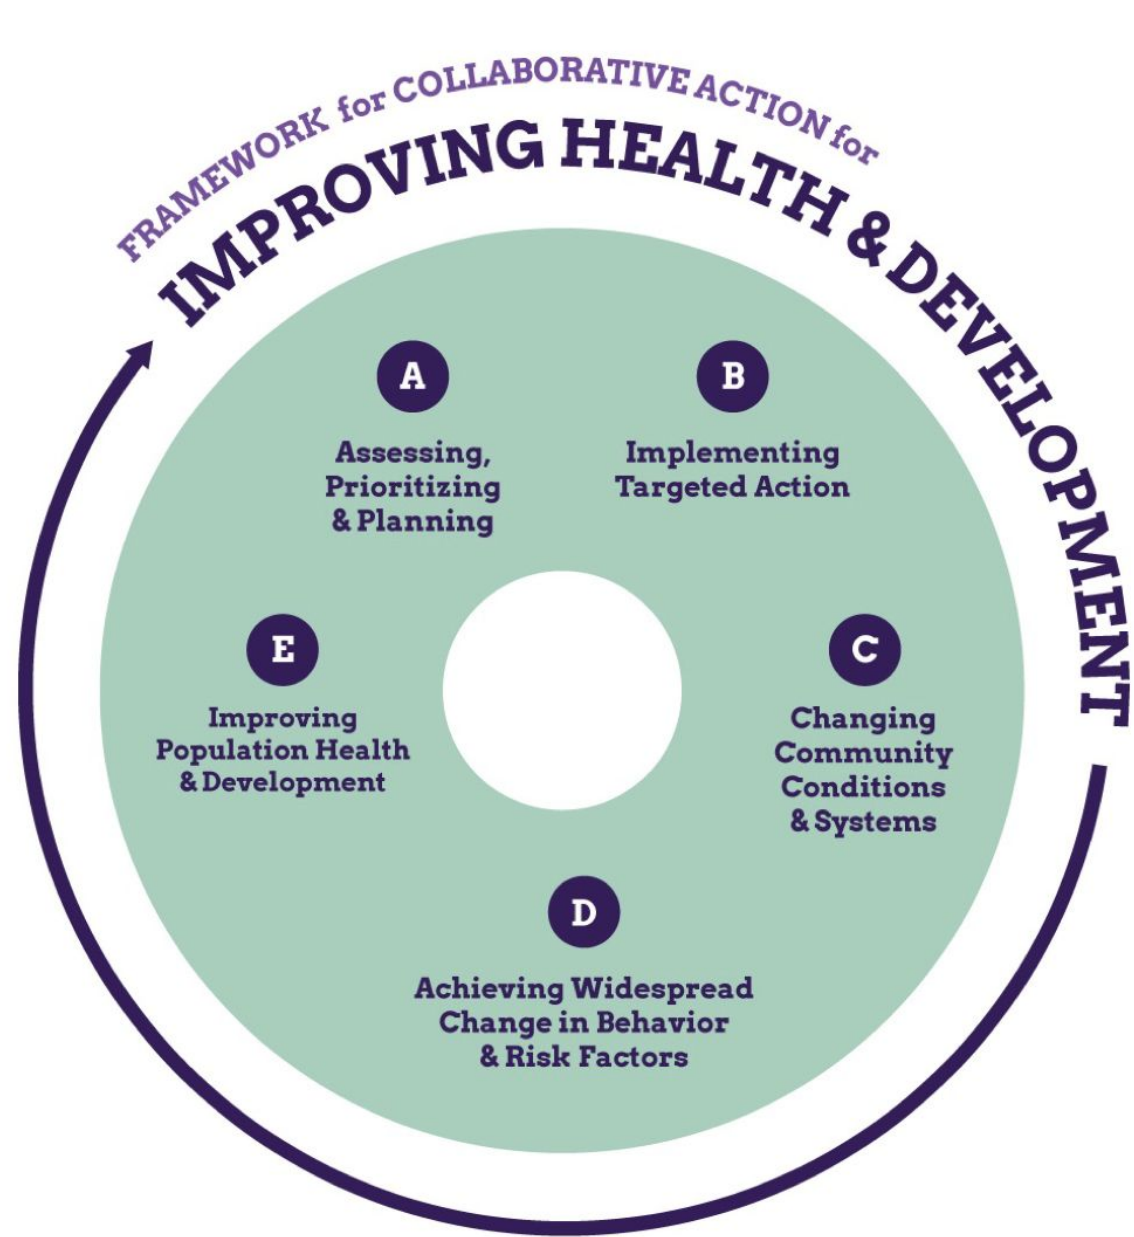 FRAMEWORK for COLLABORATIVE ACTION for
IMPROVING HEALTH & DEVELOPMENT
A
Assessing,
Prioritizing
& Planning
B
Implementing
Targeted Action
C
Changing
Community
Conditions
& Systems
D
Achieving Widespread
Change in Behavior
& Risk Factors
E
Improving
Population Health
& Development